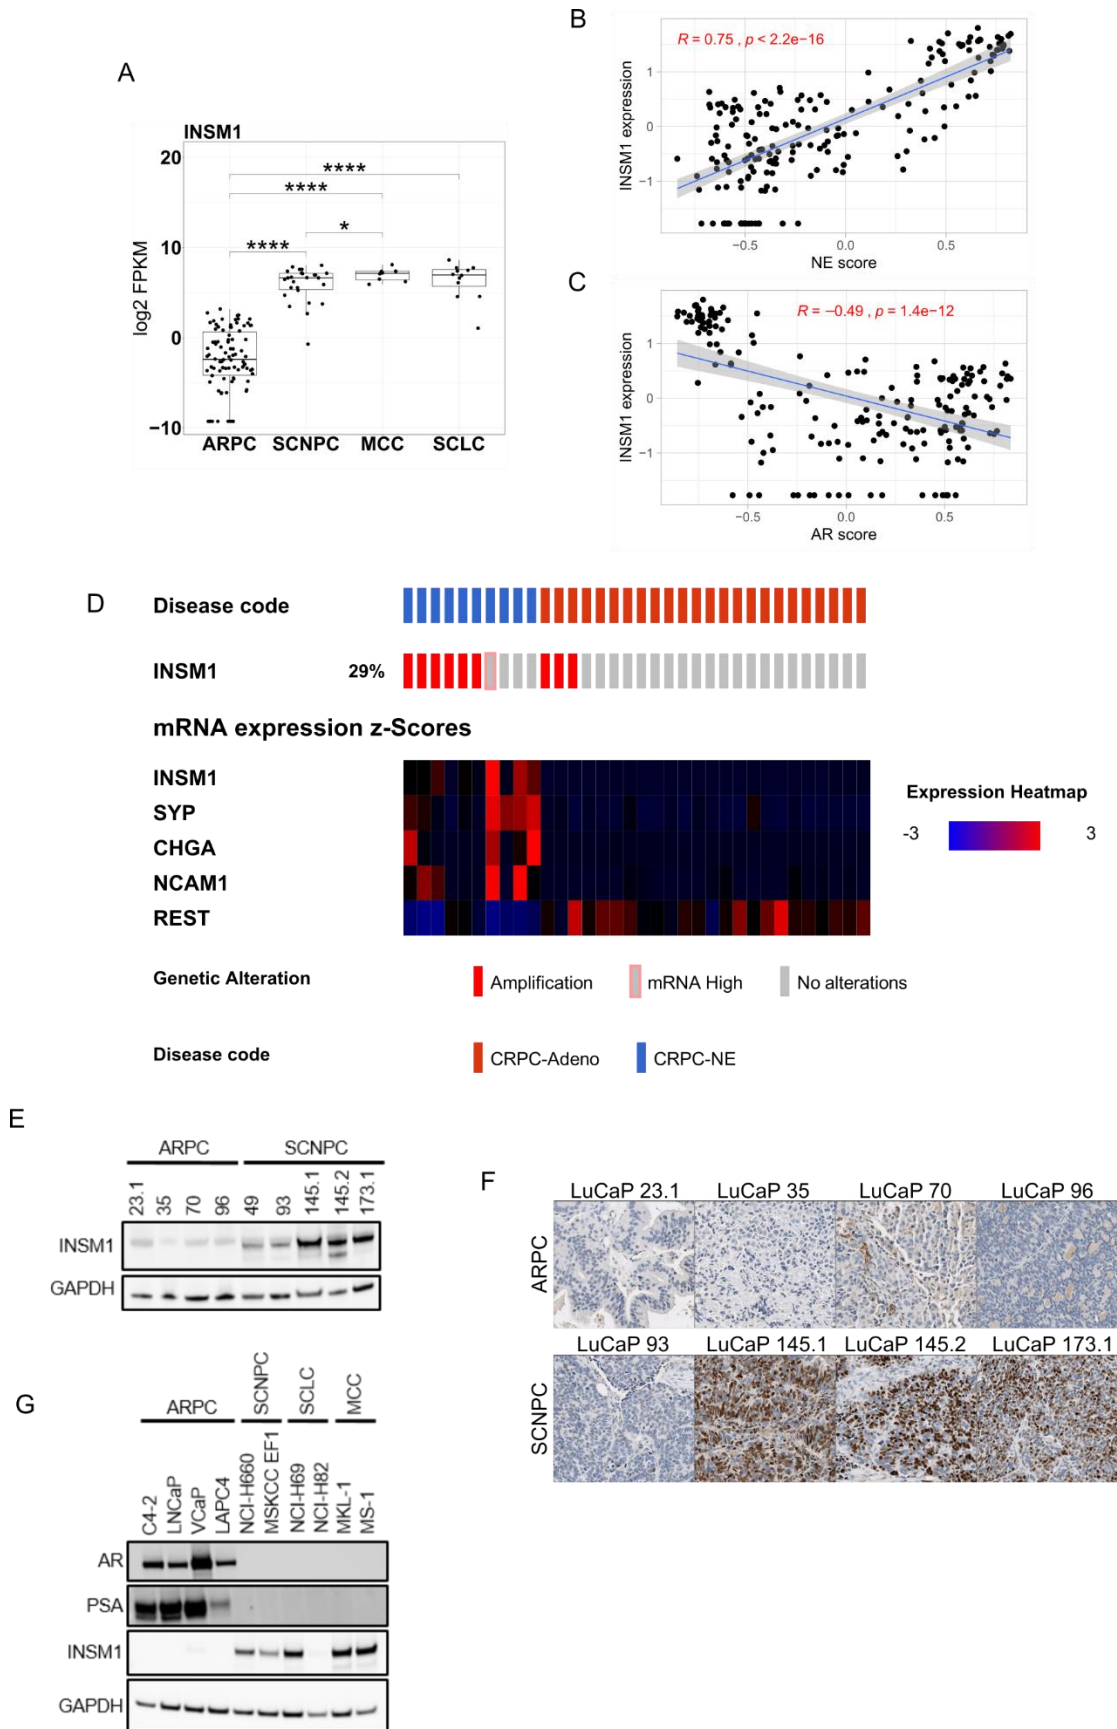 A
INSM1
log2 FPKM
20
10
0
−10
****
****
****
*
ARPC SCNPC MCC SCLC
B
R = 0.75 , p < 2.2e−16
INSM1 expression
1
0
−1
−0.5 0.0 0.5
NE score
C
R = −0.49 , p = 1.4e−12
INSM1 expression
1
0
−1
−0.5 0.0 0.5
AR score
D
Disease code
INSM1 29%
mRNA expression z-Scores
INSM1
SYP
CHGA
NCAM1
REST
Expression Heatmap
-3 3
Genetic Alteration Amplification mRNA High No alterations
Disease code CRPC-Adeno CRPC-NE
E
ARPC SCNPC
23.1 35 70 96 49 93 145.1 145.2 173.1
INSM1
GAPDH
F
LuCaP 23.1 LuCaP 35 LuCaP 70 LuCaP 96
ARPC
LuCaP 93 LuCaP 145.1 LuCaP 145.2 LuCaP 173.1
SCNPC
G
ARPC SCNPC SCLC MCC
C4-2 LNCaP VCaP LAPC4 NCI-H660 MSKCC EF1 NCI-H69 NCI-H82 MKL-1 MS-1
AR
PSA
INSM1
GAPDH